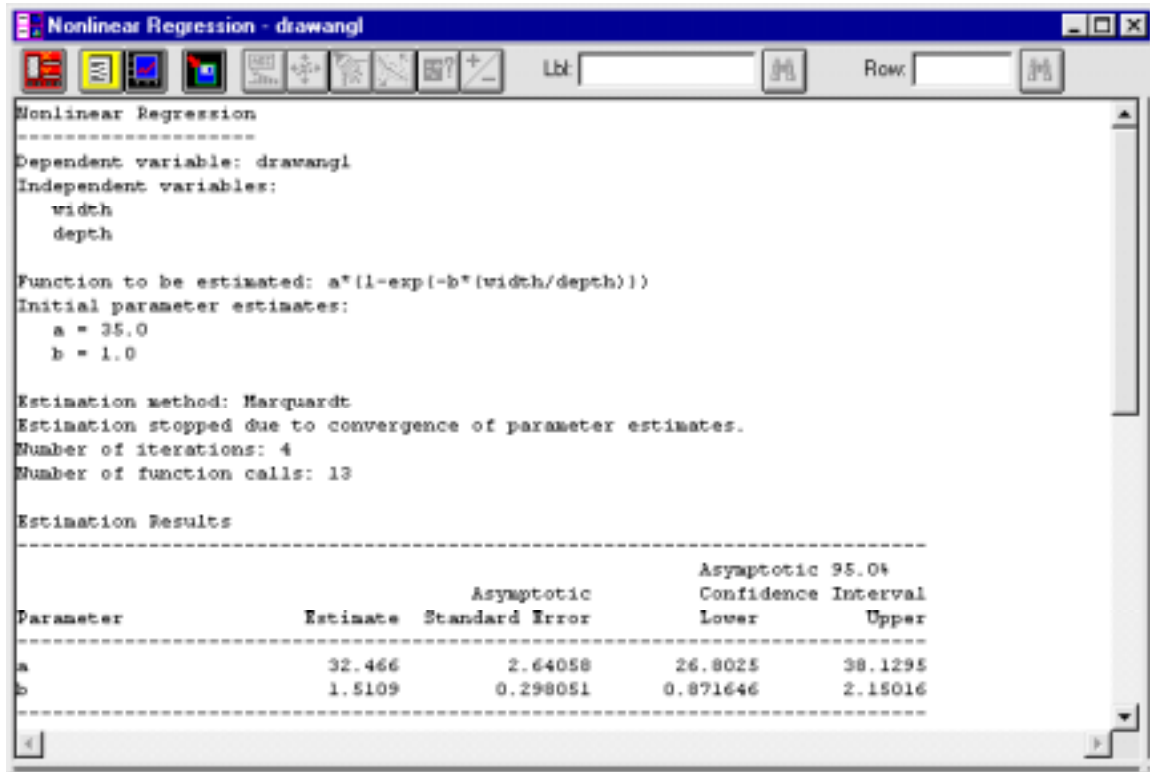 Nonlinear Regression - drawangl
Lbl: Row:
Nonlinear Regression
--------------------
Dependent variable: drawangl
Independent variables:
width
depth
Function to be estimated: a*(1-exp(-b*(width/depth)))
Initial parameter estimates:
a = 35.0
b = 1.0
Estimation method: Marquardt
Estimation stopped due to convergence of parameter estimates.
Number of iterations: 4
Number of function calls: 13
Estimation Results
----------------------------------------------------------------------------
Asymptotic 95.0%
Asymptotic Confidence Interval
Parameter Estimate Standard Error Lower Upper
----------------------------------------------------------------------------
a 32.466 2.64058 26.8025 38.1295
b 1.5109 0.298051 0.871646 2.15016
----------------------------------------------------------------------------